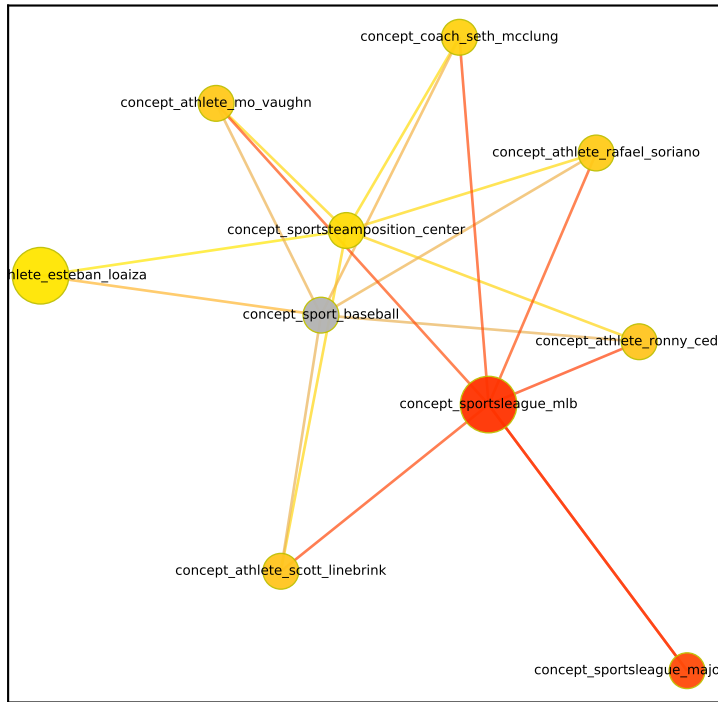 concept_coach_seth_mcclung
concept_athlete_mo_vaughn
concept_athlete_rafael_soriano
concept_sportsteamposition_center
hlete_esteban_loaiza
concept_sport_baseball
concept_athlete_ronny_ced
concept_sportsleague_mlb
concept_athlete_scott_linebrink
concept_sportsleague_majo